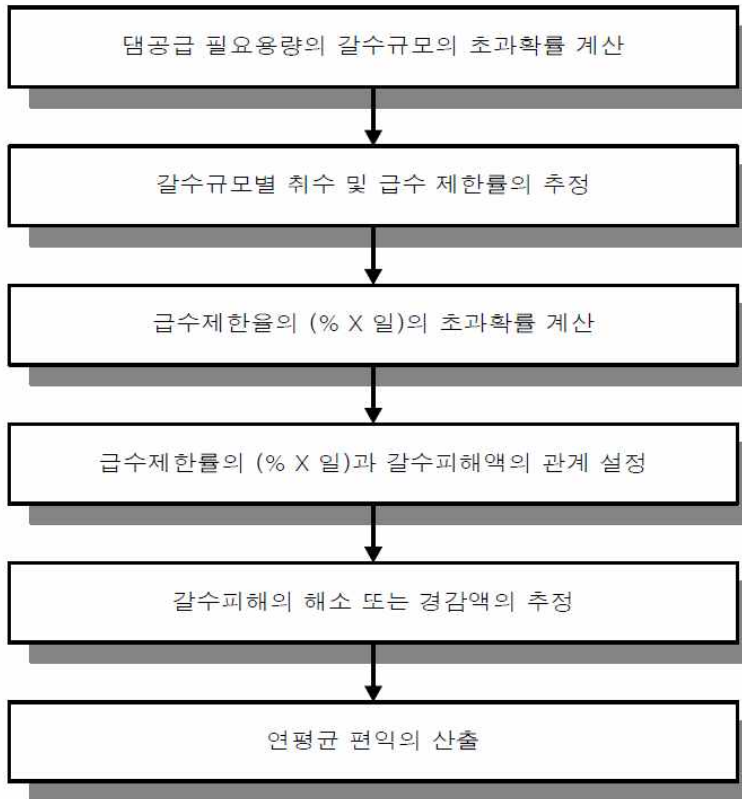 댐공급 필요용량의 갈수규모의 초과확률 계산
갈수규모별 취수 및 급수 제한률의 추정
급수제한율의 (% X 일)의 초과확률 계산
급수제한률의 (% X 일)과 갈수피해액의 관계 설정
갈수피해의 해소 또는 경감액의 추정
연평균 편익의 산출